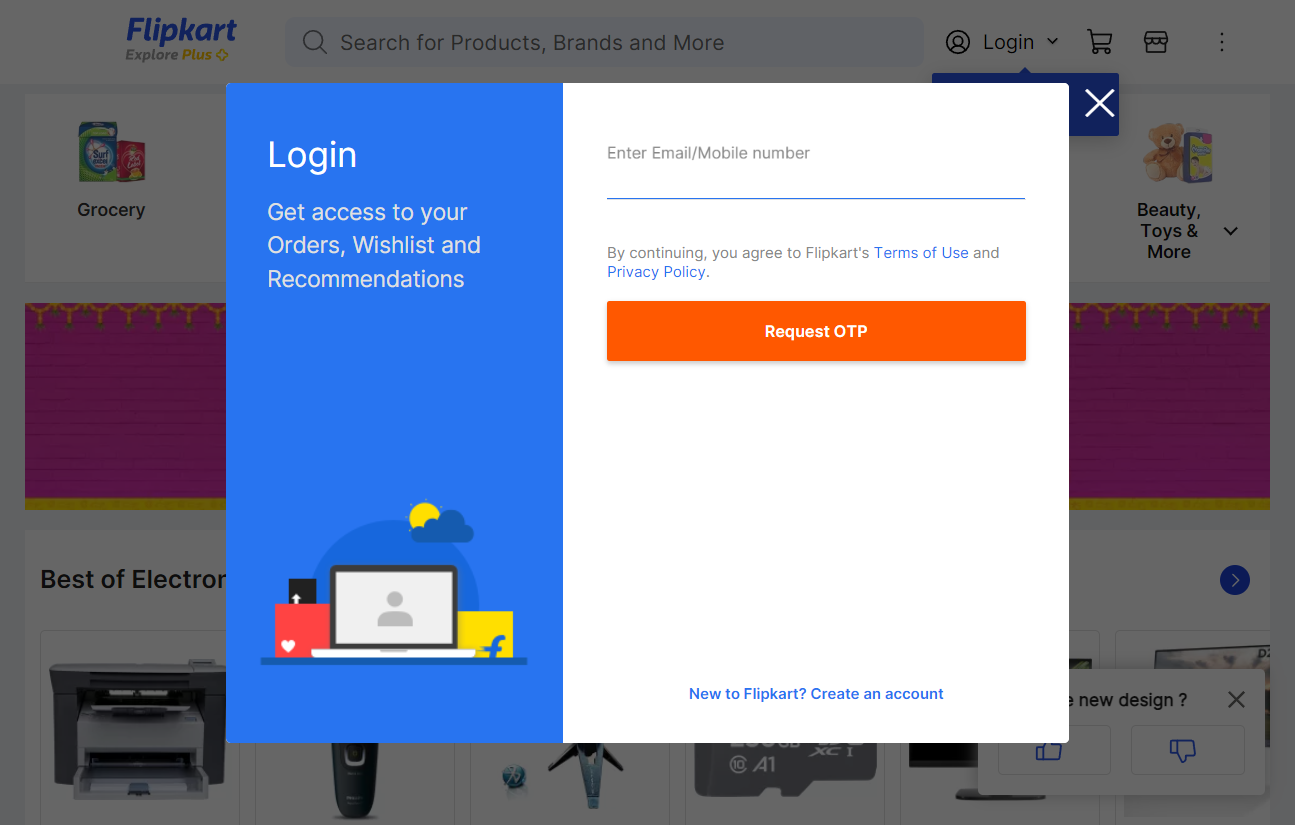 Flipkart
Explore Plus
Search for Products, Brands and More
Login
Grocery
Beauty,
Toys &
More
Login
Get access to your
Orders, Wishlist and
Recommendations
Enter Email/Mobile number
By continuing, you agree to Flipkart's Terms of Use and
Privacy Policy.
Request OTP
New to Flipkart? Create an account
Best of Electron
new design ?
Surf
A1